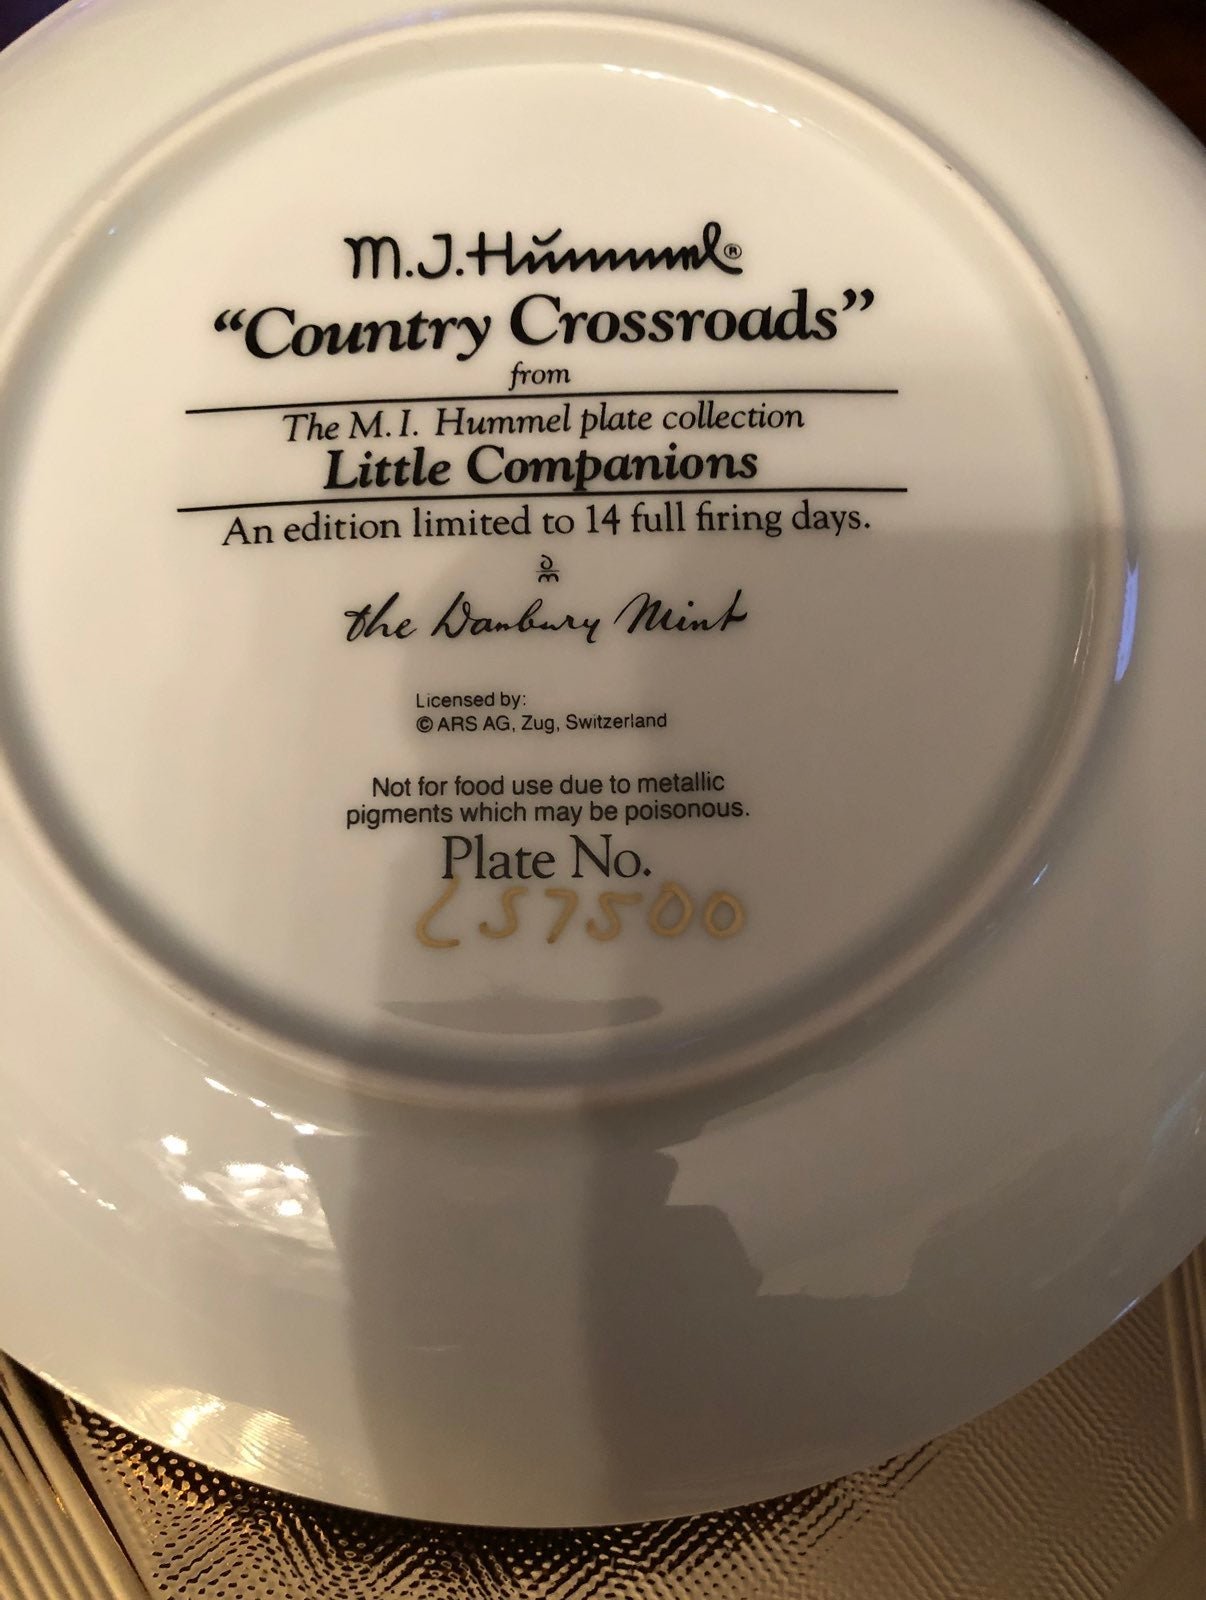 M.J.Hummel®
“Country Crossroads”
from
The M.I. Hummel plate collection
Little Companions
An edition limited to 14 full firing days.
the Danbury Mint
Licensed by:
© ARS AG, Zug, Switzerland
Not for food use due to metallic
pigments which may be poisonous.
Plate No.
LS7500